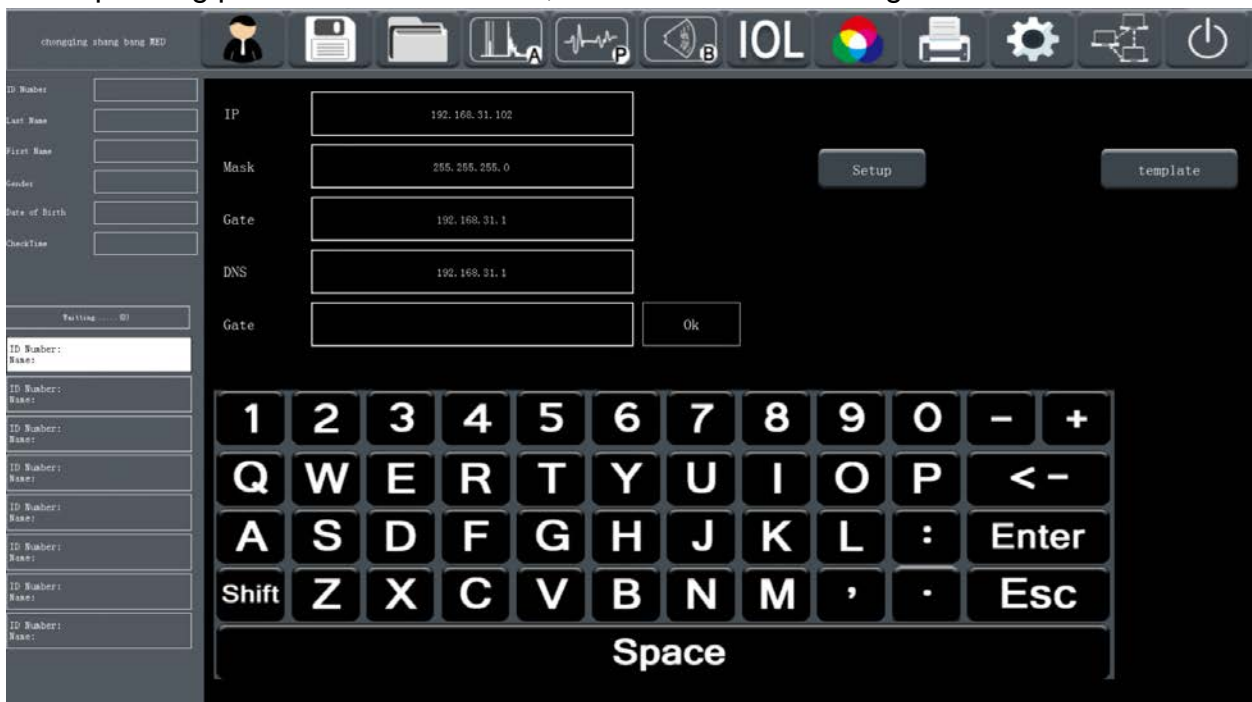 chongqing shang bang MED
A
P
B
IOL
ID Number
Last Name
First Name
Gender
Date of Birth
CheckTime
IP 192.168.31.102
Mask 255.255.255.0
Setup
template
Gate 192.168.31.1
DNS 192.168.31.1
Gate
Ok
ID Number:
Name:
ID Number:
Name:
ID Number:
Name:
ID Number:
Name:
ID Number:
Name:
ID Number:
Name:
ID Number:
Name:
ID Number:
Name:
1 2 3 4 5 6 7 8 9 0 - +
Q W E R T Y U I O P <-
A S D F G H J K L : Enter
Shift Z X C V B N M , . Esc
Space